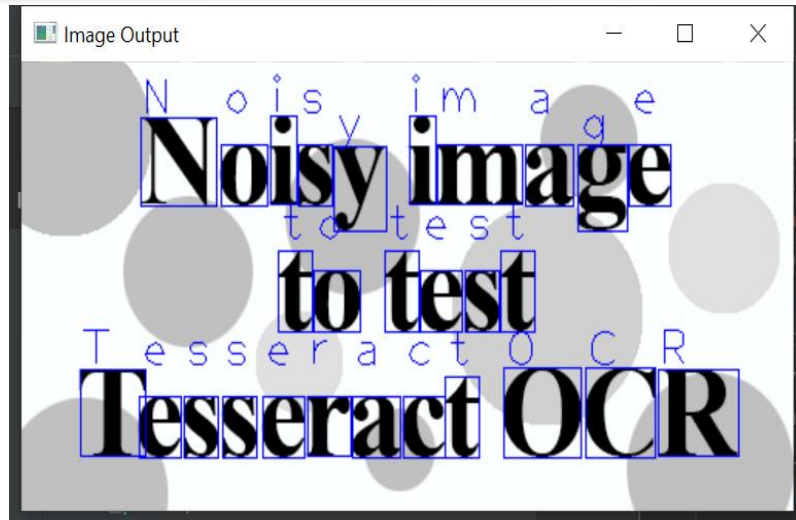 Image Output
N o i s y i m a g e
Noisy image
t o t e s t
to test
T e s s e r a c t O C R
Tesseract OCR